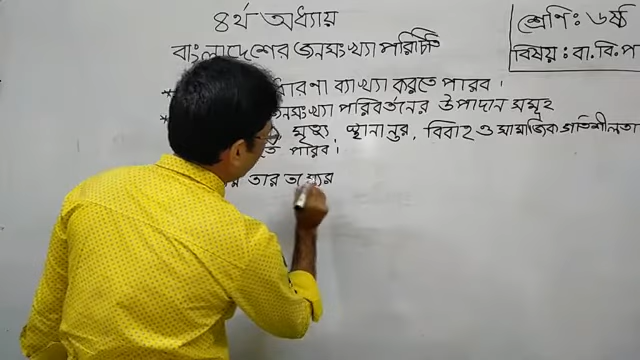 ৪র্থ অধ্যায়
শ্রেণি: ৬ষ্ঠ
বাংলাদেশের জনসংখ্যা পরিচিতি
বিষয়: বা. বি. প
ধারণা ব্যাখ্যা করতে পারব।
জনসংখ্যা পরিবর্তনের উপাদান সমূহ
মৃত্যু, স্থানান্তর, বিবাহ ও সামাজিক গতিশীলতা
পারব।
তার তথ্যের